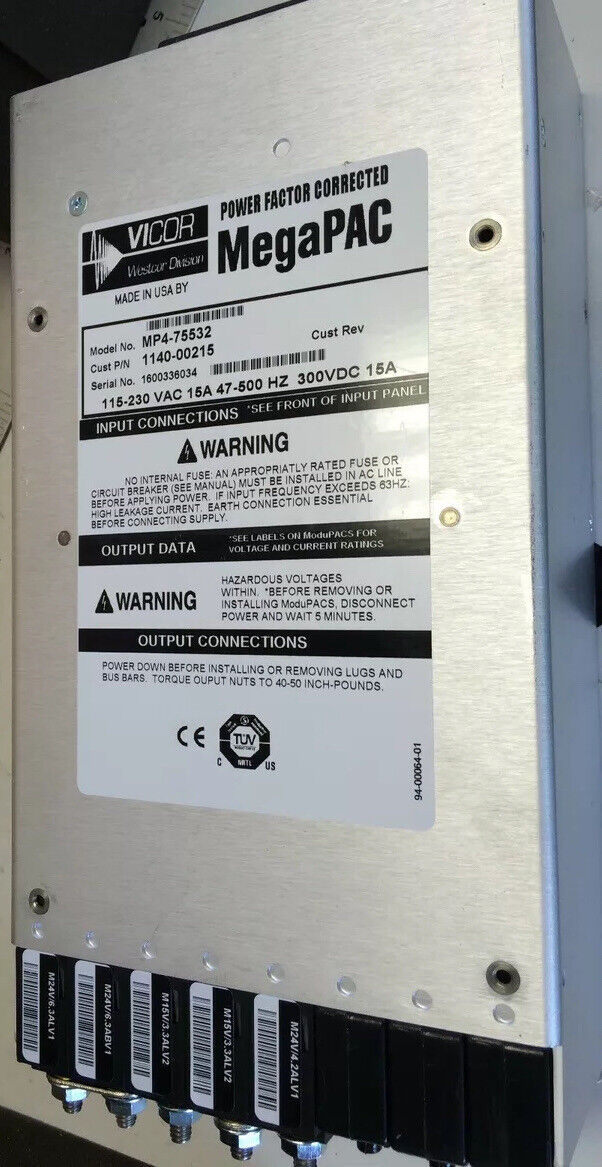 5
POWER FACTOR CORRECTED
VICOR
MegaPAC
Westcor Division
MADE IN USA BY
Model No. MP4-75532
Cust P/N 1140-00215 Cust Rev
Serial No. 1600336034
115-230 VAC 15A 47-500 HZ 300VDC 15A
INPUT CONNECTIONS *SEE FRONT OF INPUT PANEL
WARNING
NO INTERNAL FUSE: AN APPROPRIATLY RATED FUSE OR
CIRCUIT BREAKER (SEE MANUAL) MUST BE INSTALLED IN AC LINE
BEFORE APPLYING POWER. IF INPUT FREQUENCY EXCEEDS 63HZ:
HIGH LEAKAGE CURRENT. EARTH CONNECTION ESSENTIAL
BEFORE CONNECTING SUPPLY.
OUTPUT DATA *SEE LABELS ON ModuPACS FOR
VOLTAGE AND CURRENT RATINGS
WARNING
HAZARDOUS VOLTAGES
WITHIN. *BEFORE REMOVING OR
INSTALLING ModuPACS, DISCONNECT
POWER AND WAIT 5 MINUTES.
OUTPUT CONNECTIONS
POWER DOWN BEFORE INSTALLING OR REMOVING LUGS AND
BUS BARS. TORQUE OUPUT NUTS TO 40-50 INCH-POUNDS.
CE
TÜV
C NRTL US
94-00064-01
M24V/6.3ALV1
M24V/6.3ABV1
M15V/3.3ALV2
M15V/3.3ALV2
M24V/4.2ALV1